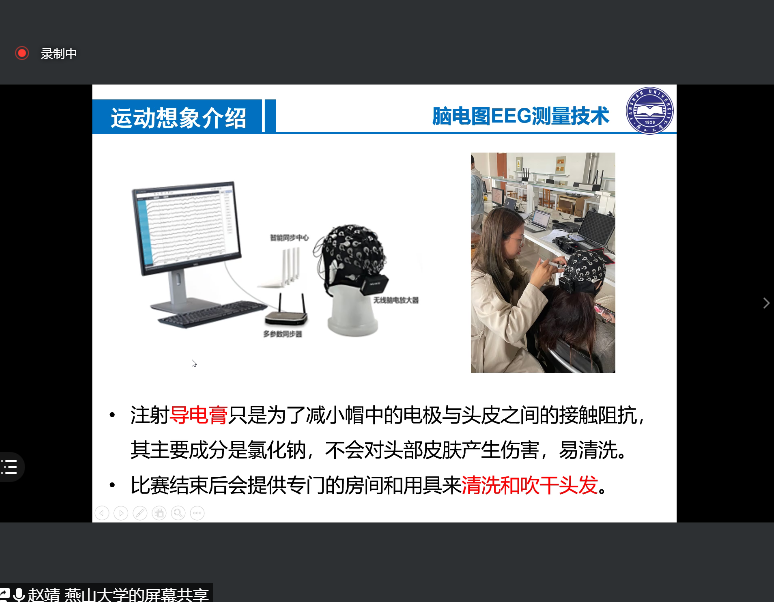 录制中
运动想象介绍
脑电图EEG测量技术
智能同步中心
无线脑电放大器
多参数同步器
• 注射导电膏只是为了减小帽中的电极与头皮之间的接触阻抗，
其主要成分是氯化钠，不会对头部皮肤产生伤害，易清洗。
• 比赛结束后会提供专门的房间和用具来清洗和吹干头发。
赵靖 燕山大学的屏幕共享